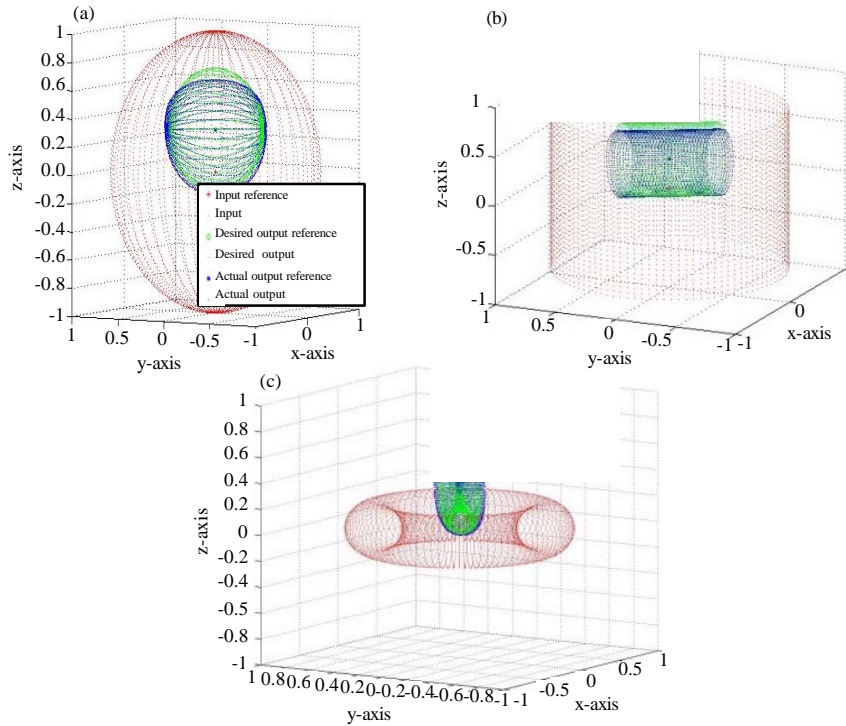 (a)
1
0.8
0.6
0.4
0.2
0.0
-0.2
-0.4
-0.6
-0.8
-1
z-axis
1 0.5 0 -0.5 -1
y-axis
0 1
x-axis
Input reference
Input
Desired output reference
Desired output
Actual output reference
Actual output
(b)
1
0.5
0
-0.5
-1
z-axis
1 0.5 0 -0.5 -1
y-axis
-1 0
x-axis
(c)
1
0.8
0.6
0.4
0.2
0
-0.2
-0.4
-0.6
-0.8
-1
z-axis
1 0.8 0.6 0.4 0.2 0 -0.2 -0.4 -0.6 -0.8 -1
y-axis
-1 -0.5 0 0.5 1
x-axis